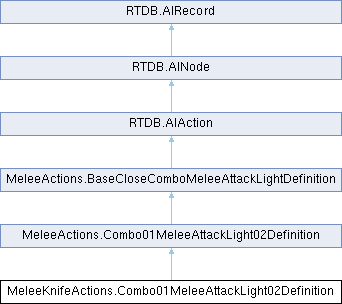 RTDB.AIRecord
RTDB.AINode
RTDB.AIAction
MeleeActions.BaseCloseComboMeleeAttackLightDefinition
MeleeActions.Combo01MeleeAttackLight02Definition
MeleeKnifeActions.Combo01MeleeAttackLight02Definition